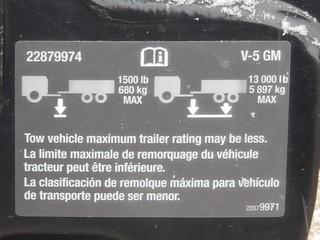 22879974 V-5 GM
1500 lb 13 000 lb
680 kg 5 897 kg
MAX MAX
Tow vehicle maximum trailer rating may be less.
La limite maximale de remorquage du véhicule
tracteur peut être inférieure.
La clasificación de remolque máxima para vehículo
de transporte puede ser menor.
22879971